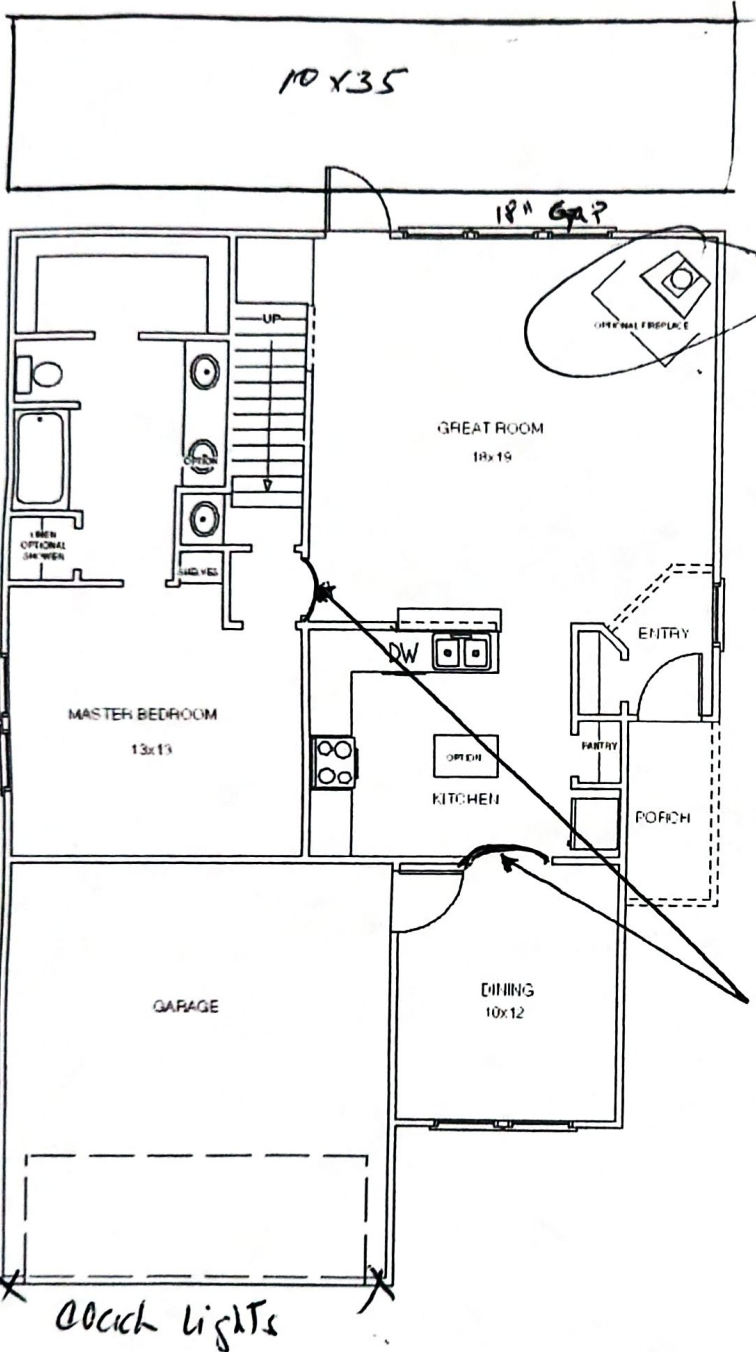 10 x 35
18" GAP
UP
OPTIONAL FIREPLACE
GREAT ROOM
18x19
OPTION
LINEN
OPTIONAL
SHOWER
SHELVES
ENTRY
DW
MASTER BEDROOM
13x13
PANTRY
OPTION
KITCHEN
PORCH
DINING
10x12
GARAGE
COACH LIGHTS